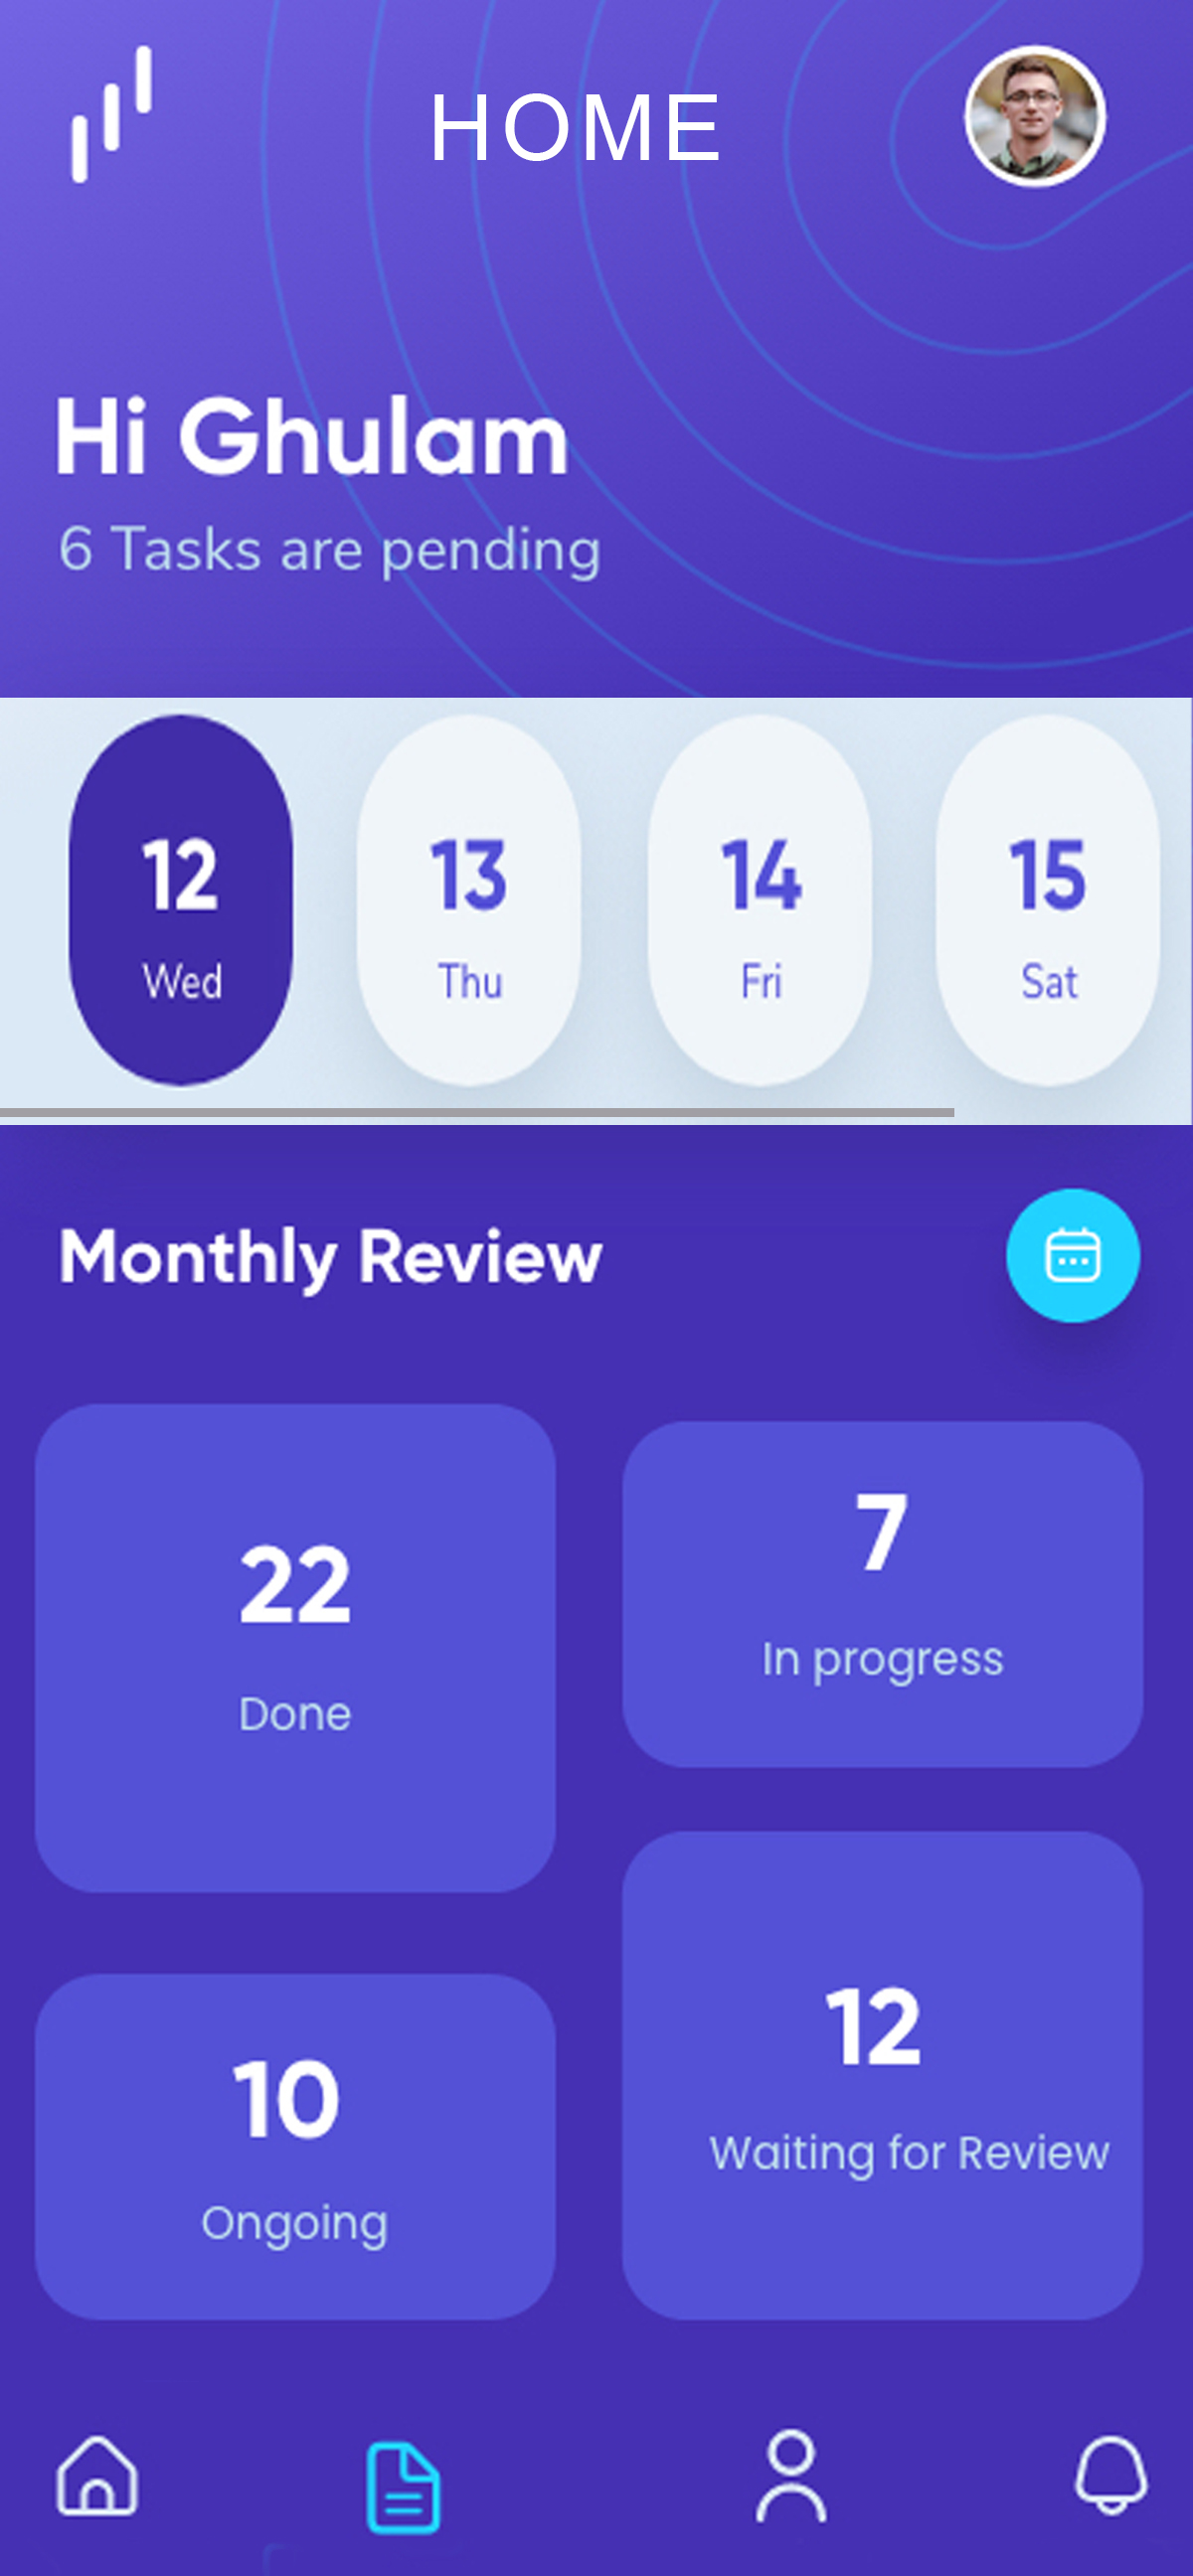 HOME
Hi Ghulam
6 Tasks are pending
12 13 14 15
Wed Thu Fri Sat
Monthly Review
22
Done
7
In progress
10
Ongoing
12
Waiting for Review